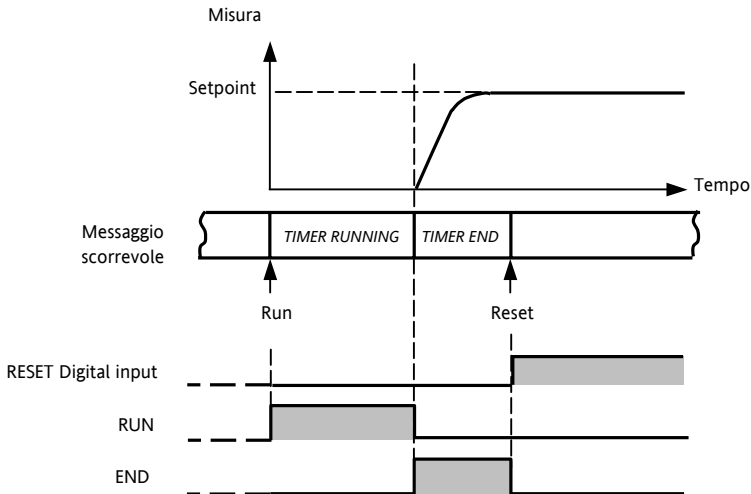 Misura
Setpoint
Tempo
Messaggio
scorrevole
TIMER RUNNING
TIMER END
Run
Reset
RESET Digital input
RUN
END